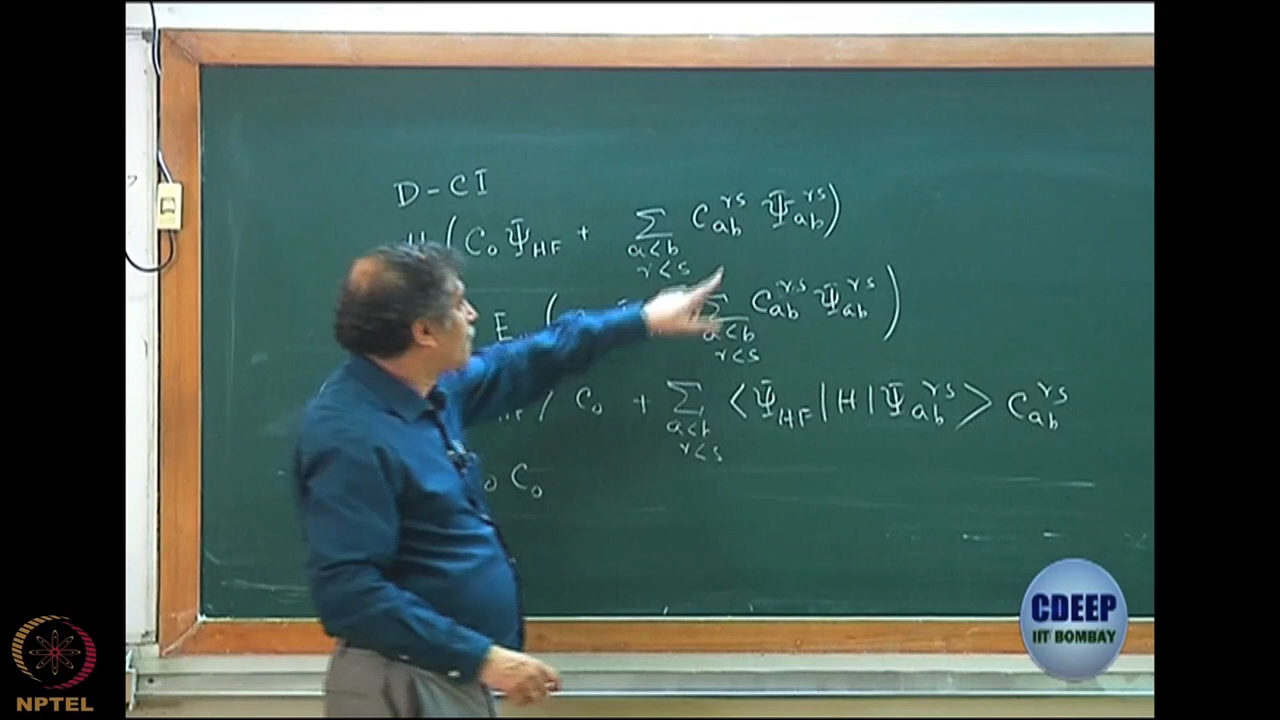 D-CI
H ( C₀ Ψ_HF + Σ_{a<b r<s} C_ab^rs Ψ_ab^rs )
E ( Σ_{a<b r<s} C_ab^rs Ψ_ab^rs )
C₀ + Σ_{a<b r<s} <Ψ_HF|H|Ψ_ab^rs> C_ab^rs
₀ C₀
CDEEP
IIT BOMBAY
NPTEL